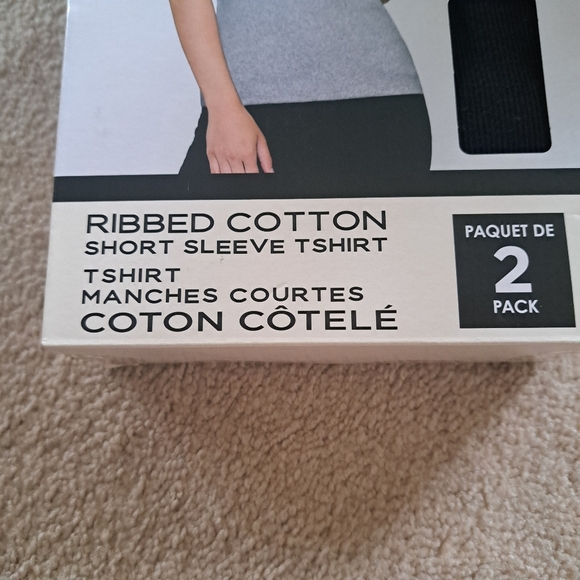 RIBBED COTTON
SHORT SLEEVE TSHIRT
TSHIRT
MANCHES COURTES
COTON CÔTELÉ
PAQUET DE
2
PACK